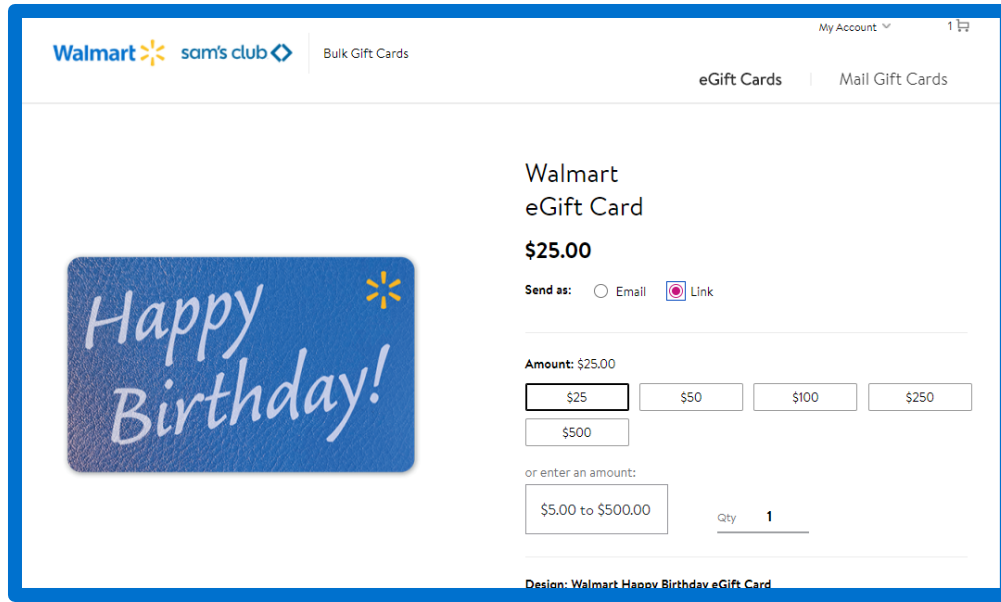 My Account 1
Walmart sam's club Bulk Gift Cards
eGift Cards Mail Gift Cards
Happy
Birthday!
Walmart
eGift Card
$25.00
Send as: Email Link
Amount: $25.00
$25 $50 $100 $250
$500
or enter an amount:
$5.00 to $500.00
Qty 1
Design: Walmart Happy Birthday eGift Card